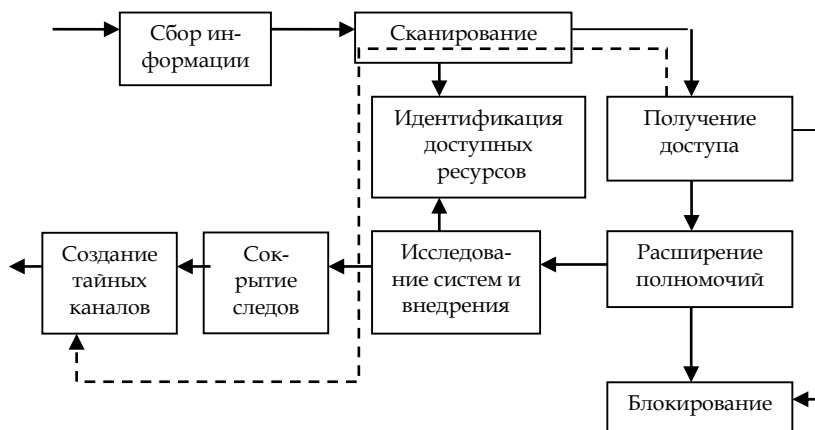 Сбор ин-
формации
Сканирование
Идентификация
доступных
ресурсов
Получение
доступа
Создание
тайных
каналов
Сок-
рытие
следов
Исследова-
ание систем и
внедрения
Расширение
полномочий
Блокирование